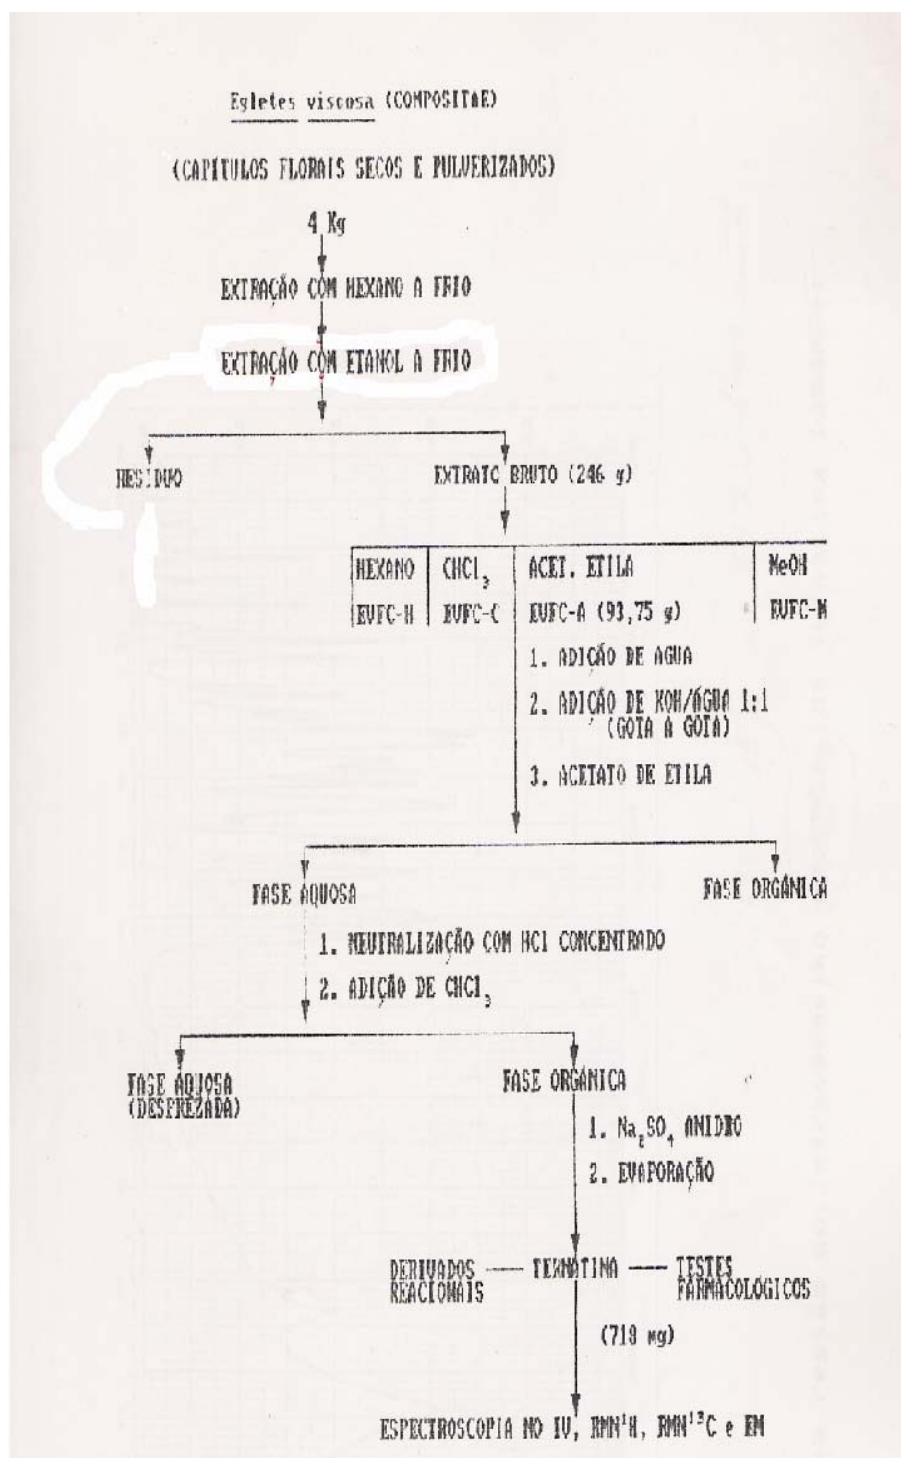 Egletes viscosa (COMPOSITAE)
(CAPÍTULOS FLORAIS SECOS E PULVERIZADOS)
4 Kg
EXTRAÇÃO COM HEXANO A FRIO
EXTRAÇÃO COM ETANOL A FRIO
RESÍDUO
EXTRATO BRUTO (246 g)
HEXANO CHCl₃ ACET. ETILA MeOH
EVFC-H EVFC-C EVFC-A (93,75 g) EVFC-M
1. ADIÇÃO DE AGUA
2. ADIÇÃO DE KOH/ÁGUA 1:1
(GOTA A GOTA)
3. ACETATO DE ETILA
FASE AQUOSA
FASE ORGÂNICA
1. NEUTRALIZAÇÃO COM HCl CONCENTRADO
2. ADIÇÃO DE CHCl₃
FASE AQUOSA
(DESPREZADA)
FASE ORGÂNICA
1. Na₂SO₄ ANIDRO
2. EVAPORAÇÃO
DERIVADOS
REACIONAIS
TERNATINA
TESTES
FARMACOLÓGICOS
mg)
ESPECTROSCOPIA NO IV, RMN¹H, RMN¹³C e EM